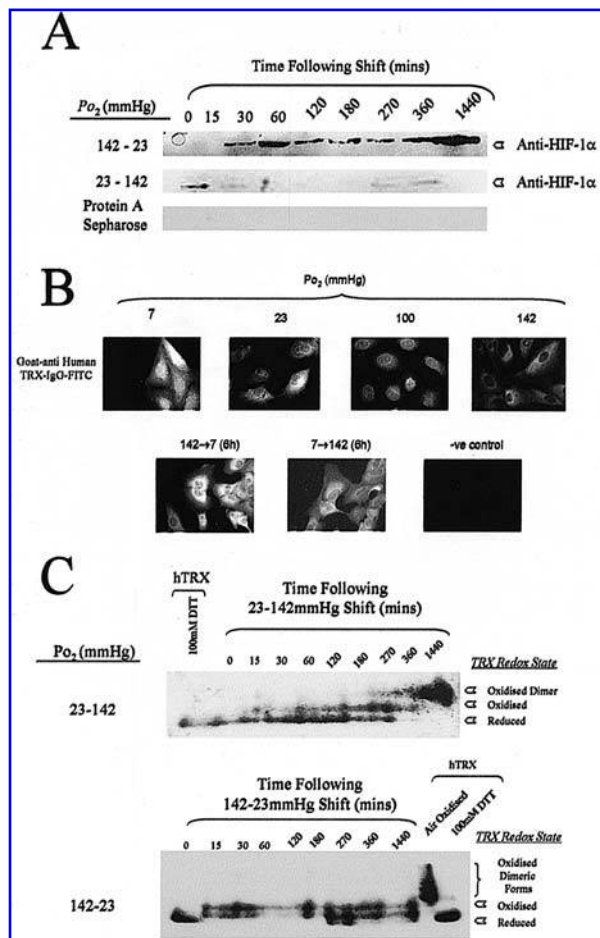 A
Time Following Shift (mins)
Po2 (mmHg)
0 15 30 60 120 180 270 360 1440
142 - 23
Anti-HIF-1α
23 - 142
Anti-HIF-1α
Protein A
Sepharose
B
Po2 (mmHg)
7 23 100 142
Goat-anti Human
TRX-IgG-FITC
142→7 (6h) 7→142 (6h) -ve control
C
hTRX
100mM DTT
Time Following
23-142mmHg Shift (mins)
Po2 (mmHg)
0 15 30 60 120 180 270 360 1440
TRX Redox State
23-142
Oxidised Dimer
Oxidised
Reduced
Time Following
142-23mmHg Shift (mins)
hTRX
Air Oxidised
100mM DTT
0 15 30 60 120 180 270 360 1440
TRX Redox State
Oxidised
Dimeric
Forms
142-23
Oxidised
Reduced